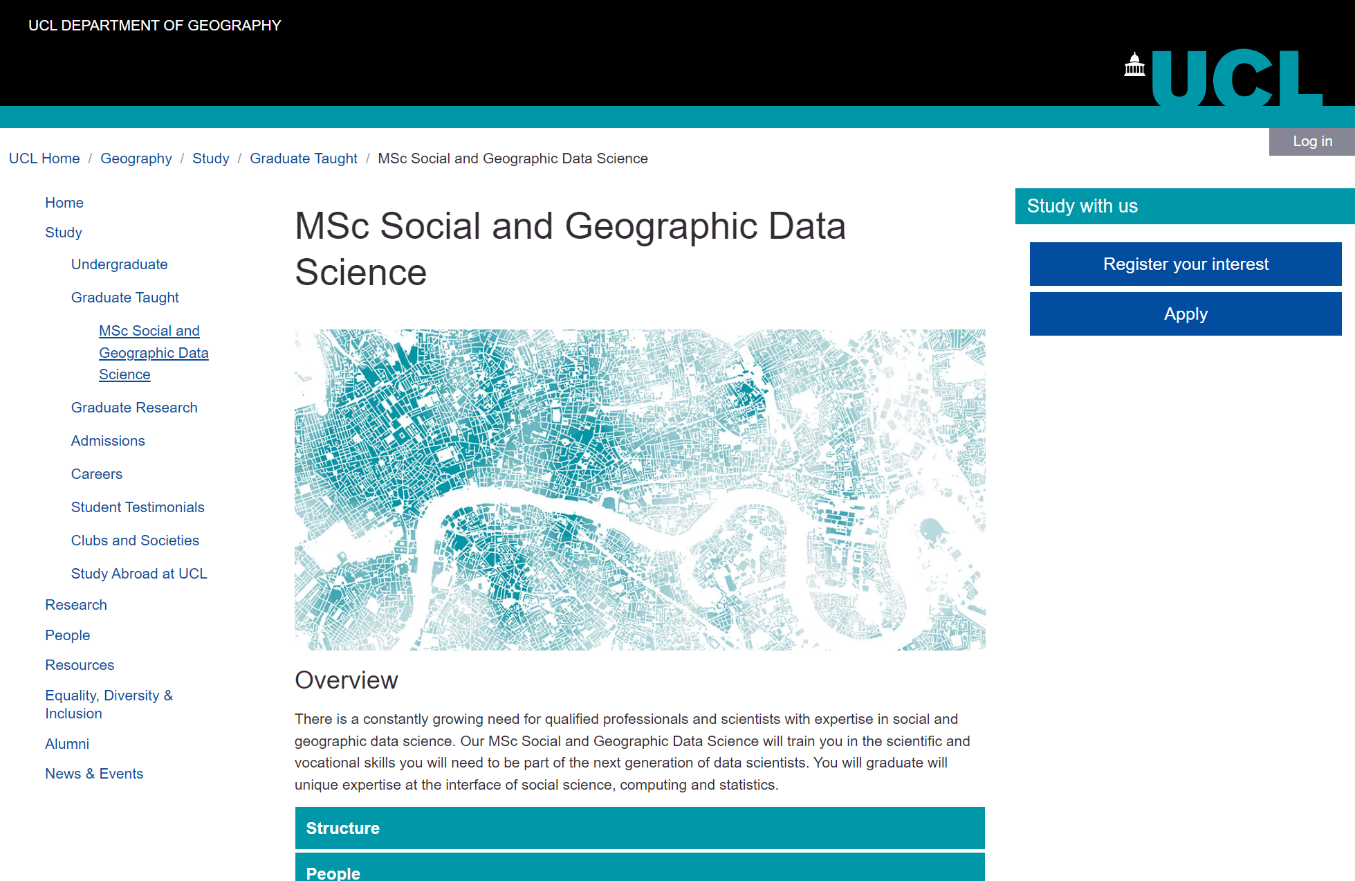 UCL DEPARTMENT OF GEOGRAPHY
UCL
Log in
UCL Home / Geography / Study / Graduate Taught / MSc Social and Geographic Data Science
Home
Study
Undergraduate
Graduate Taught
MSc Social and
Geographic Data
Science
Graduate Research
Admissions
Careers
Student Testimonials
Clubs and Societies
Study Abroad at UCL
Research
People
Resources
Equality, Diversity &
Inclusion
Alumni
News & Events
MSc Social and Geographic Data
Science
Overview
There is a constantly growing need for qualified professionals and scientists with expertise in social and
geographic data science. Our MSc Social and Geographic Data Science will train you in the scientific and
vocational skills you will need to be part of the next generation of data scientists. You will graduate will
unique expertise at the interface of social science, computing and statistics.
Structure
People
Study with us
Register your interest
Apply